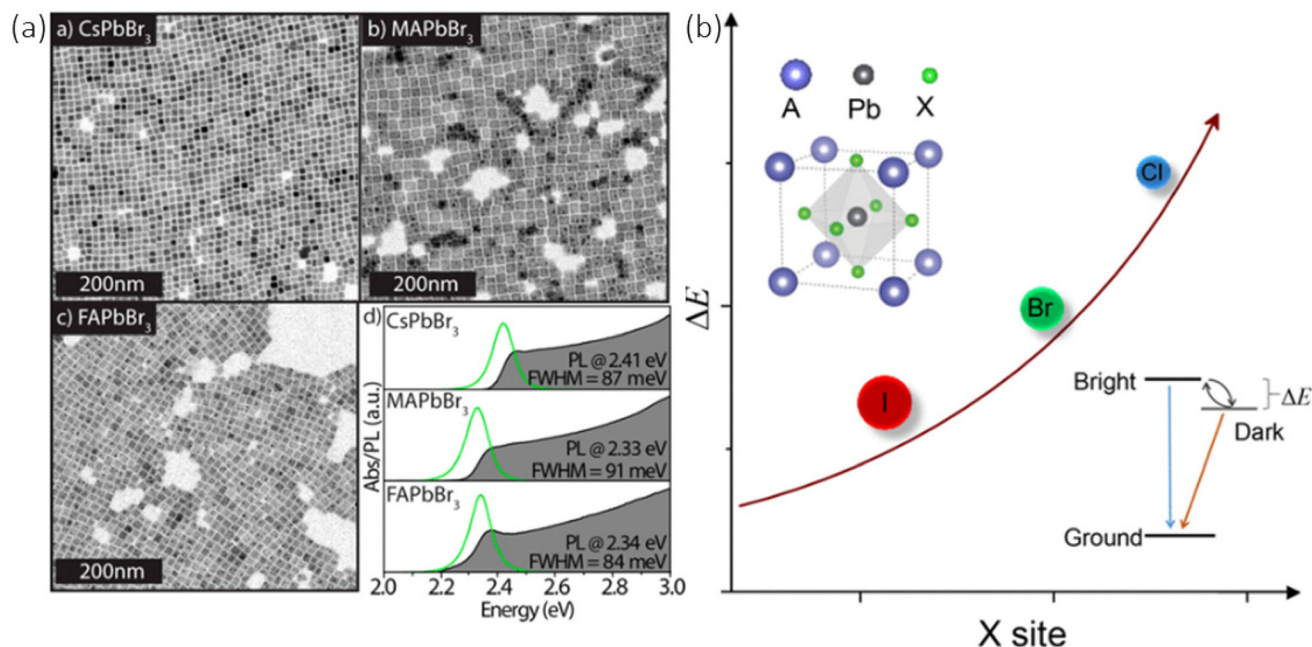 (a)
a) CsPbBr₃
200nm
b) MAPbBr₃
200nm
c) FAPbBr₃
200nm
d)
CsPbBr₃
PL @ 2.41 eV
FWHM = 87 meV
MAPbBr₃
PL @ 2.33 eV
FWHM = 91 meV
FAPbBr₃
PL @ 2.34 eV
FWHM = 84 meV
Abs/PL (a.u.)
2.0 2.2 2.4 2.6 2.8 3.0
Energy (eV)
(b)
A Pb X
Cl
Br
I
ΔE
Bright
ΔE
Dark
Ground
X site